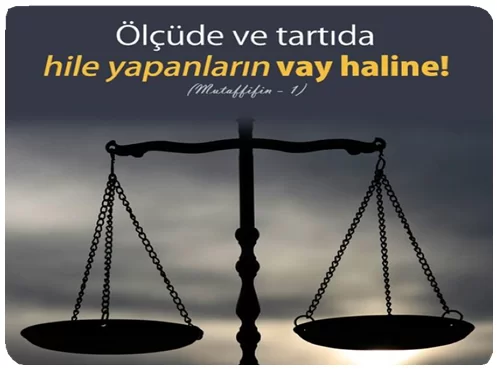 Ölçüde ve tartıda
hile yapanların vay haline!
(Mutaffifin - 1)